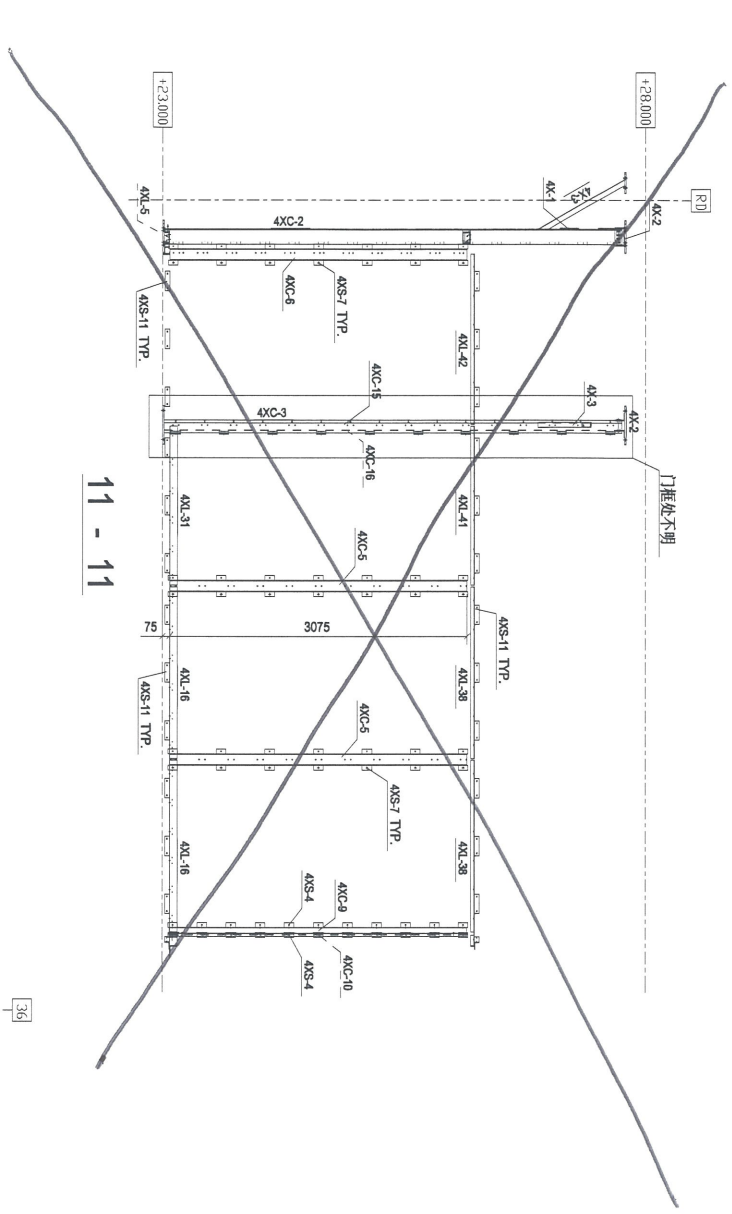 +28.000
RD
4X-2
4X-1
4XC-2
4XL-5
+23.000
4XS-7 TYP.
4XC-6
4XS-11 TYP.
4XL-42
4XC-15
4X-3
4X-2
4XC-3
4XC-16
门框处不明
4XL-41
4XL-31
11 - 11
4XC-5
4XS-11 TYP.
75
3075
4XL-38
4XL-16
4XS-11 TYP.
4XC-5
4XS-7 TYP.
4XL-38
4XL-16
4XS-4
4XC-9
4XC-10
4XS-4
36